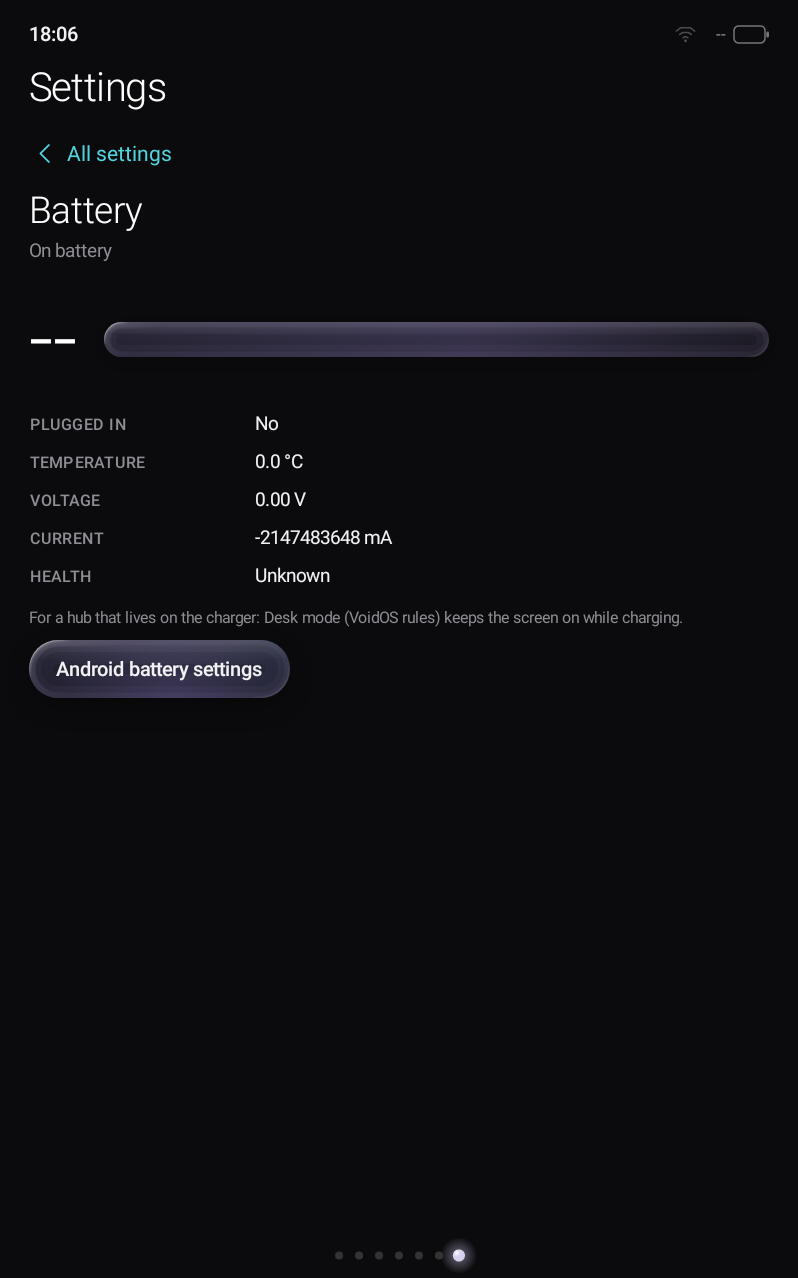 18:06
--
Settings
All settings
Battery
On battery
--
PLUGGED IN No
TEMPERATURE 0.0 °C
VOLTAGE 0.00 V
CURRENT -2147483648 mA
HEALTH Unknown
For a hub that lives on the charger: Desk mode (VoidOS rules) keeps the screen on while charging.
Android battery settings